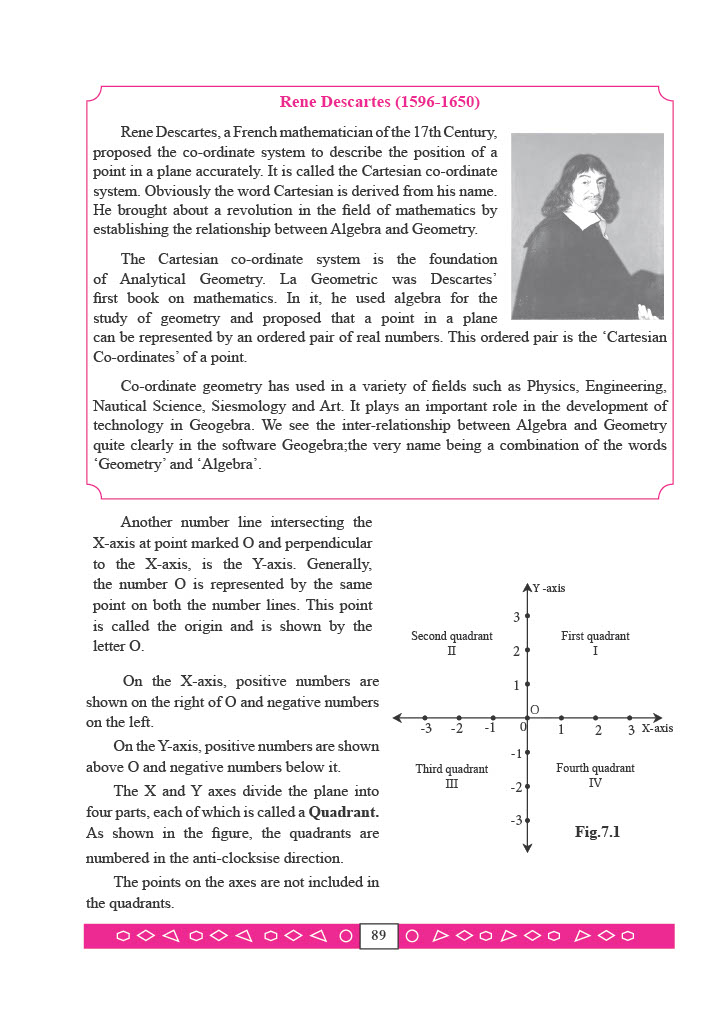 Rene Descartes (1596-1650)
Rene Descartes, a French mathematician of the 17th Century,
proposed the co-ordinate system to describe the position of a
point in a plane accurately. It is called the Cartesian co-ordinate
system. Obviously the word Cartesian is derived from his name.
He brought about a revolution in the field of mathematics by
establishing the relationship between Algebra and Geometry.
The Cartesian co-ordinate system is the foundation
of Analytical Geometry. La Geometric was Descartes’
first book on mathematics. In it, he used algebra for the
study of geometry and proposed that a point in a plane
can be represented by an ordered pair of real numbers. This ordered pair is the ‘Cartesian
Co-ordinates’ of a point.
Co-ordinate geometry has used in a variety of fields such as Physics, Engineering,
Nautical Science, Siesmology and Art. It plays an important role in the development of
technology in Geogebra. We see the inter-relationship between Algebra and Geometry
quite clearly in the software Geogebra;the very name being a combination of the words
‘Geometry’ and ‘Algebra’.
Another number line intersecting the
X-axis at point marked O and perpendicular
to the X-axis, is the Y-axis. Generally,
the number O is represented by the same
point on both the number lines. This point
is called the origin and is shown by the
letter O.
On the X-axis, positive numbers are
shown on the right of O and negative numbers
on the left.
On the Y-axis, positive numbers are shown
above O and negative numbers below it.
The X and Y axes divide the plane into
four parts, each of which is called a Quadrant.
As shown in the figure, the quadrants are
numbered in the anti-clocksise direction.
The points on the axes are not included in
the quadrants.
Y -axis
3
Second quadrant First quadrant
II 2 I
1
O
-3 -2 -1 0 1 2 3 X-axis
-1
Third quadrant Fourth quadrant
III -2 IV
-3
Fig.7.1
89